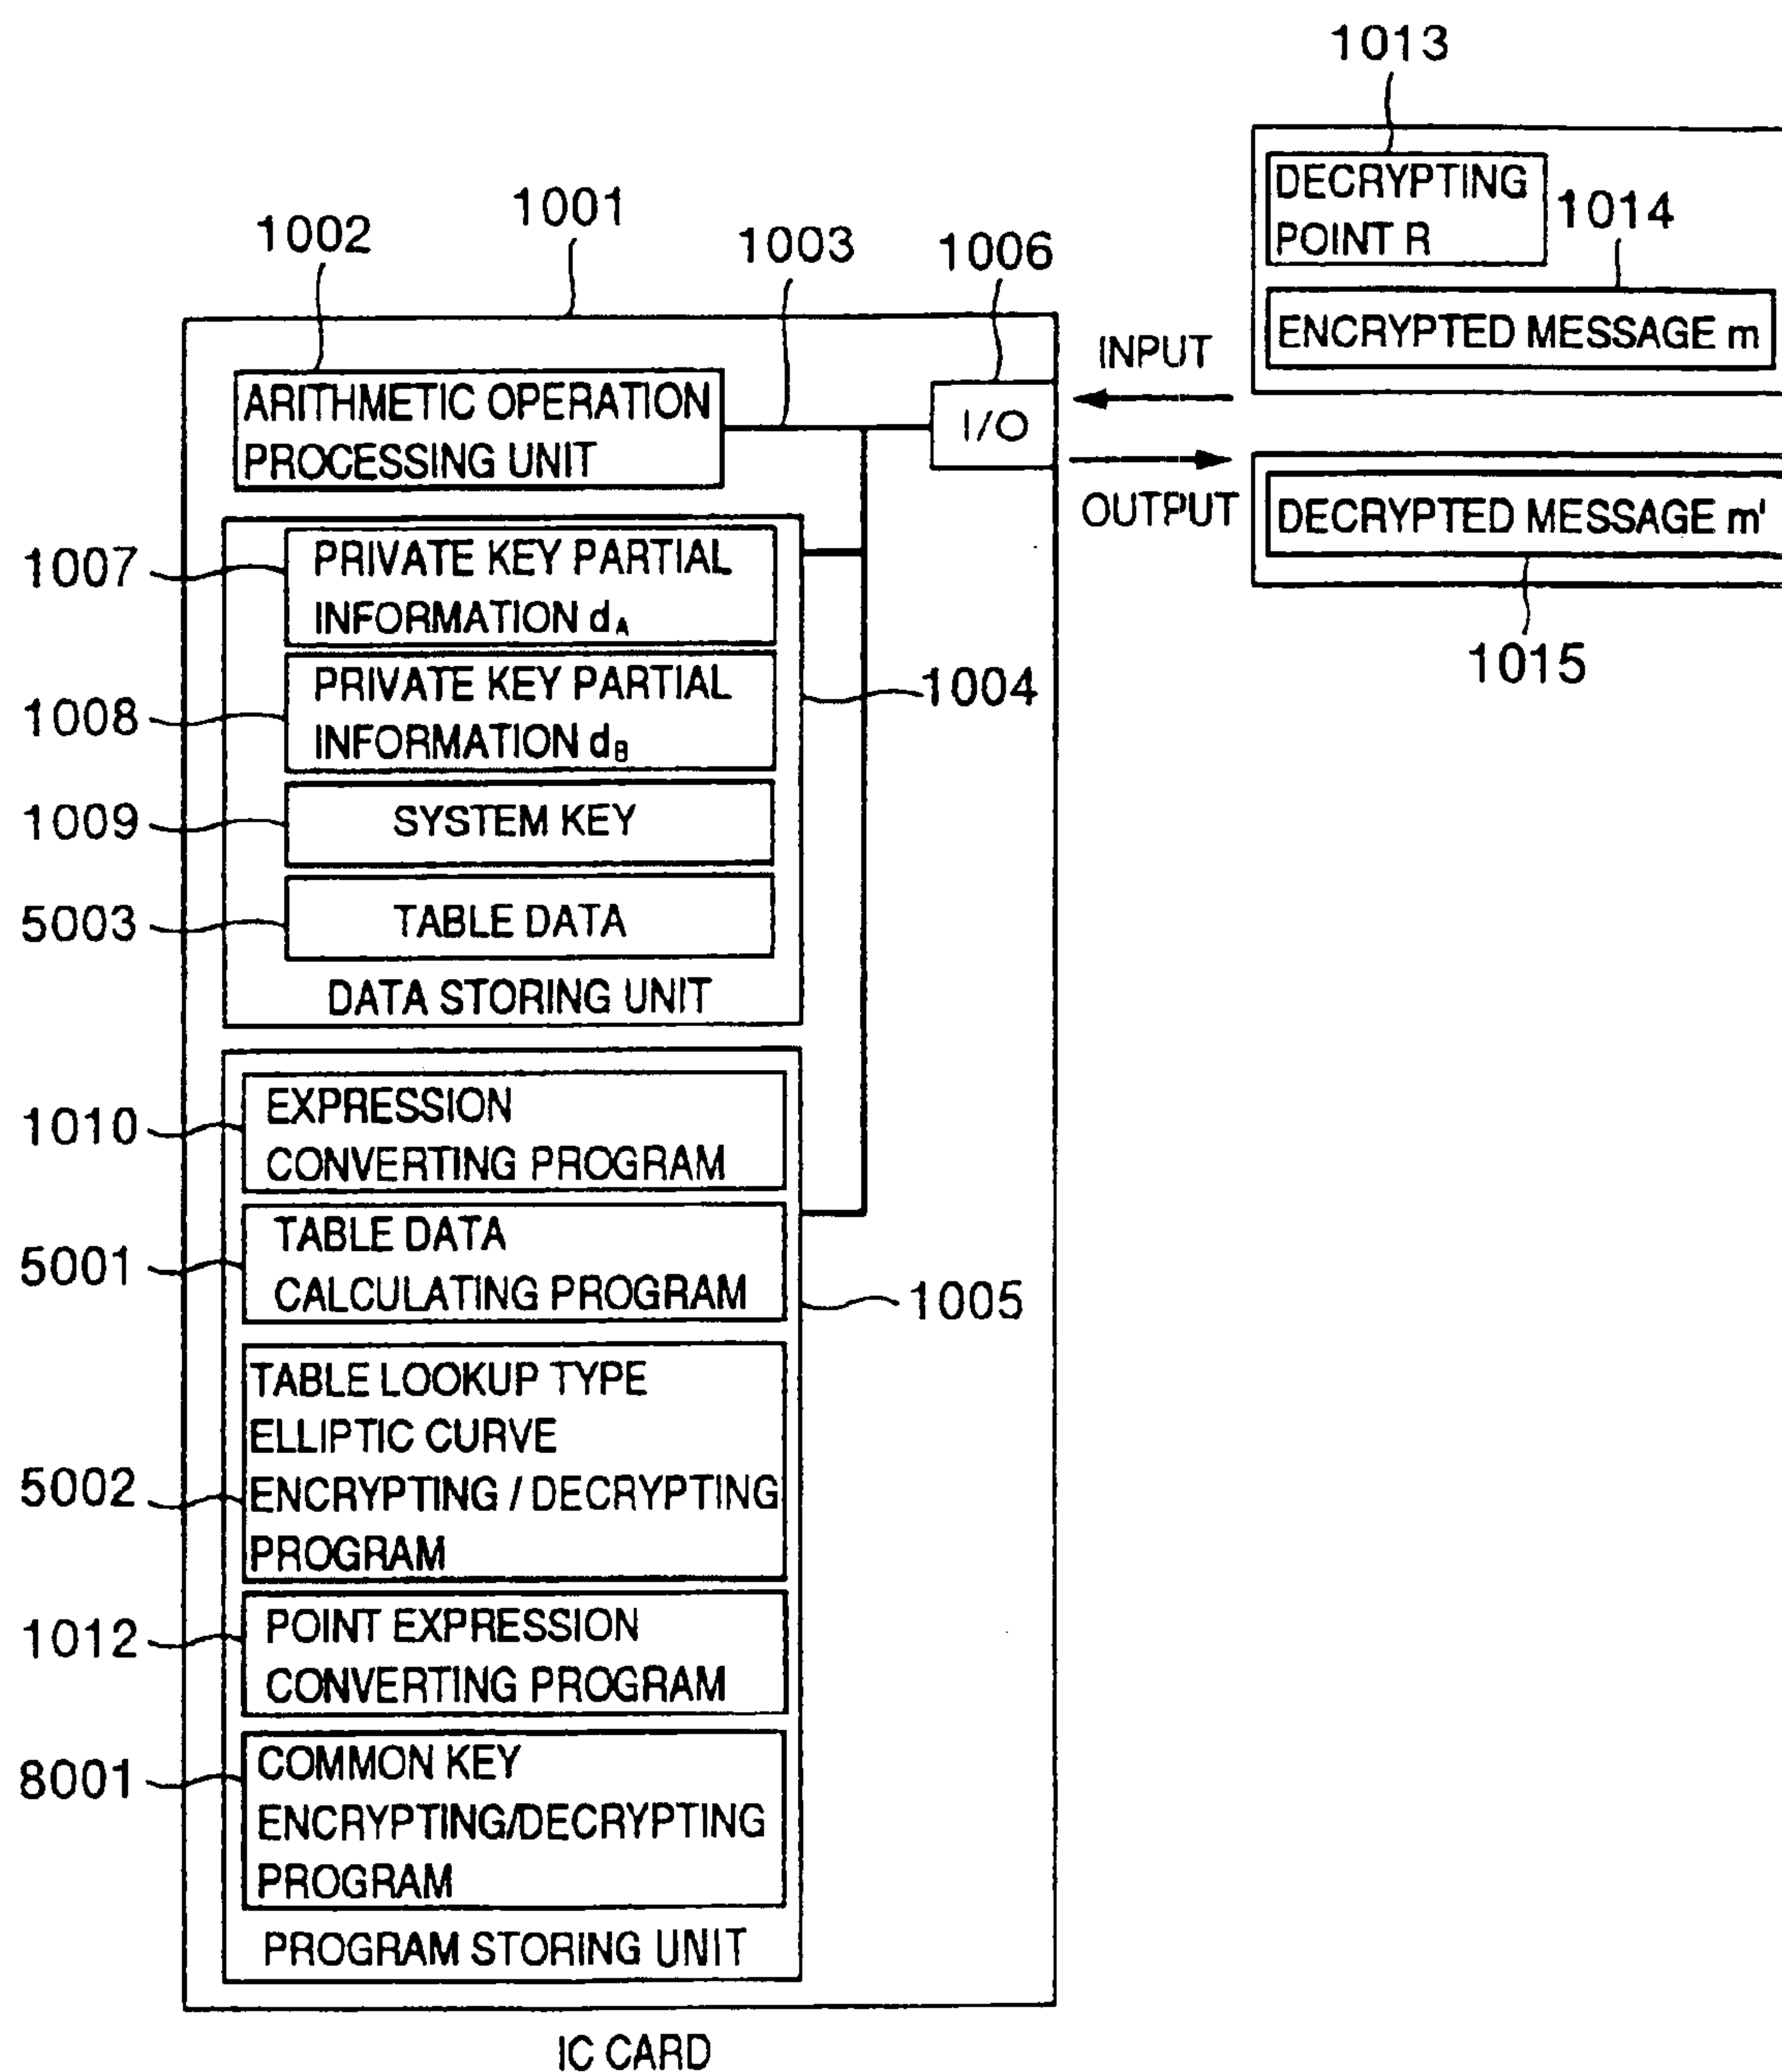 1013
DECRYPTING
POINT R
1014
ENCRYPTED MESSAGE m
1001
1002
1003
1006
ARITHMETIC OPERATION
PROCESSING UNIT
I/O
INPUT
OUTPUT
DECRYPTED MESSAGE m'
1015
1007
PRIVATE KEY PARTIAL
INFORMATION dA
1008
PRIVATE KEY PARTIAL
INFORMATION dB
1004
1009
SYSTEM KEY
5003
TABLE DATA
DATA STORING UNIT
1010
EXPRESSION
CONVERTING PROGRAM
5001
TABLE DATA
CALCULATING PROGRAM
1005
5002
TABLE LOOKUP TYPE
ELLIPTIC CURVE
ENCRYPTING / DECRYPTING
PROGRAM
1012
POINT EXPRESSION
CONVERTING PROGRAM
8001
COMMON KEY
ENCRYPTING/DECRYPTING
PROGRAM
PROGRAM STORING UNIT
IC CARD